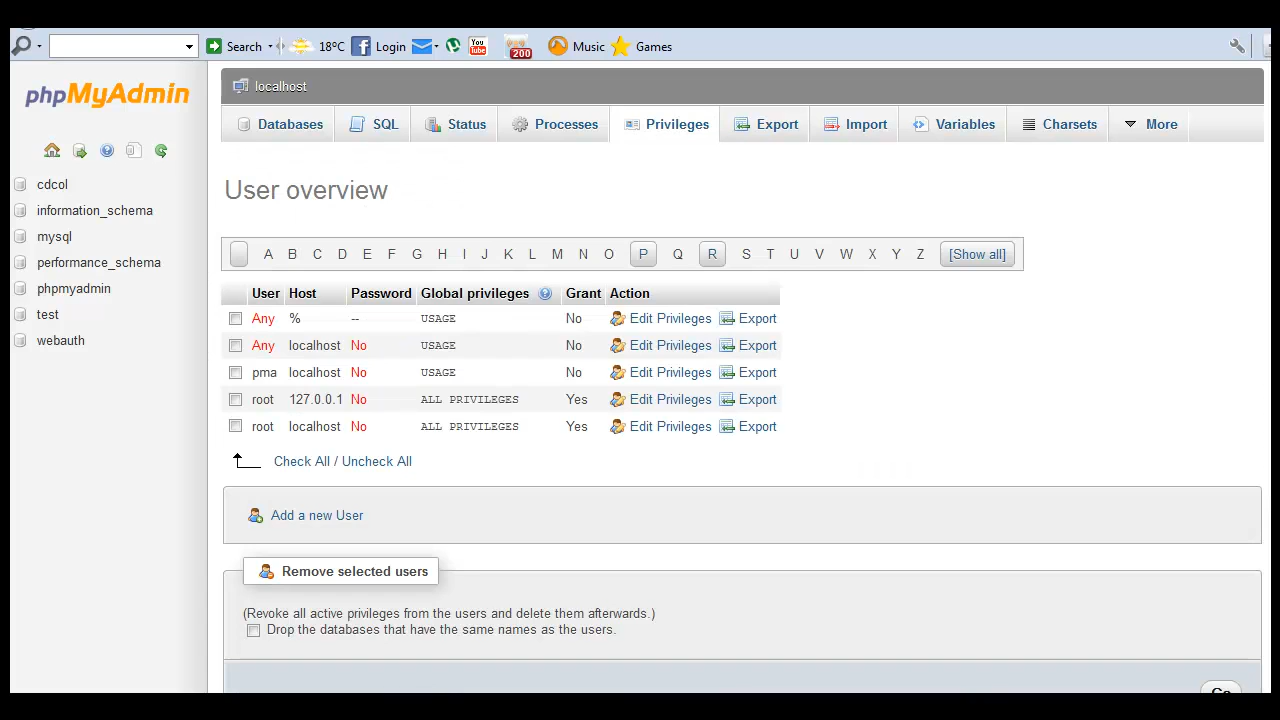 Search 18°C Login You Tube 200 Music Games
phpMyAdmin
cdcol
information_schema
mysql
performance_schema
phpmyadmin
test
webauth
localhost
Databases SQL Status Processes Privileges Export Import Variables Charsets More
User overview
A B C D E F G H I J K L M N O P Q R S T U V W X Y Z [Show all]
User Host Password Global privileges Grant Action
Any % -- USAGE No Edit Privileges Export
Any localhost No USAGE No Edit Privileges Export
pma localhost No USAGE No Edit Privileges Export
root 127.0.0.1 No ALL PRIVILEGES Yes Edit Privileges Export
root localhost No ALL PRIVILEGES Yes Edit Privileges Export
Check All / Uncheck All
Add a new User
Remove selected users
(Revoke all active privileges from the users and delete them afterwards.)
Drop the databases that have the same names as the users.
Go